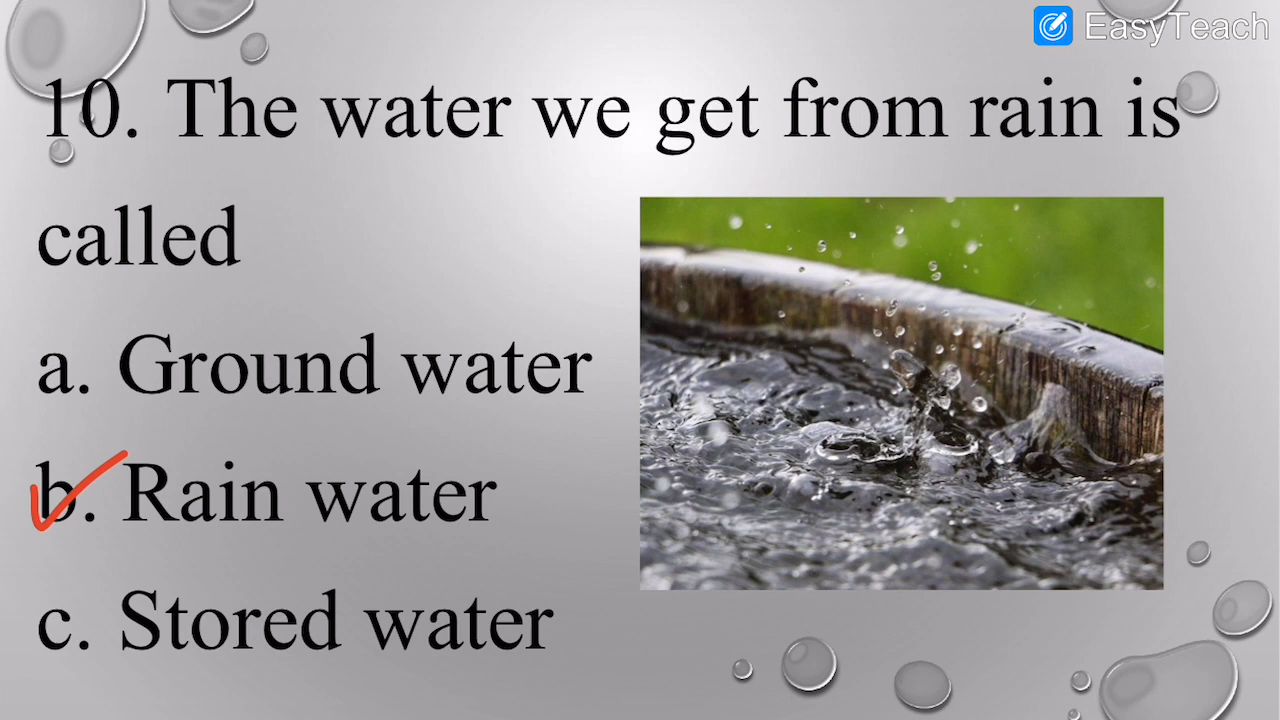 EasyTeach
10. The water we get from rain is
called
a. Ground water
b. Rain water
c. Stored water